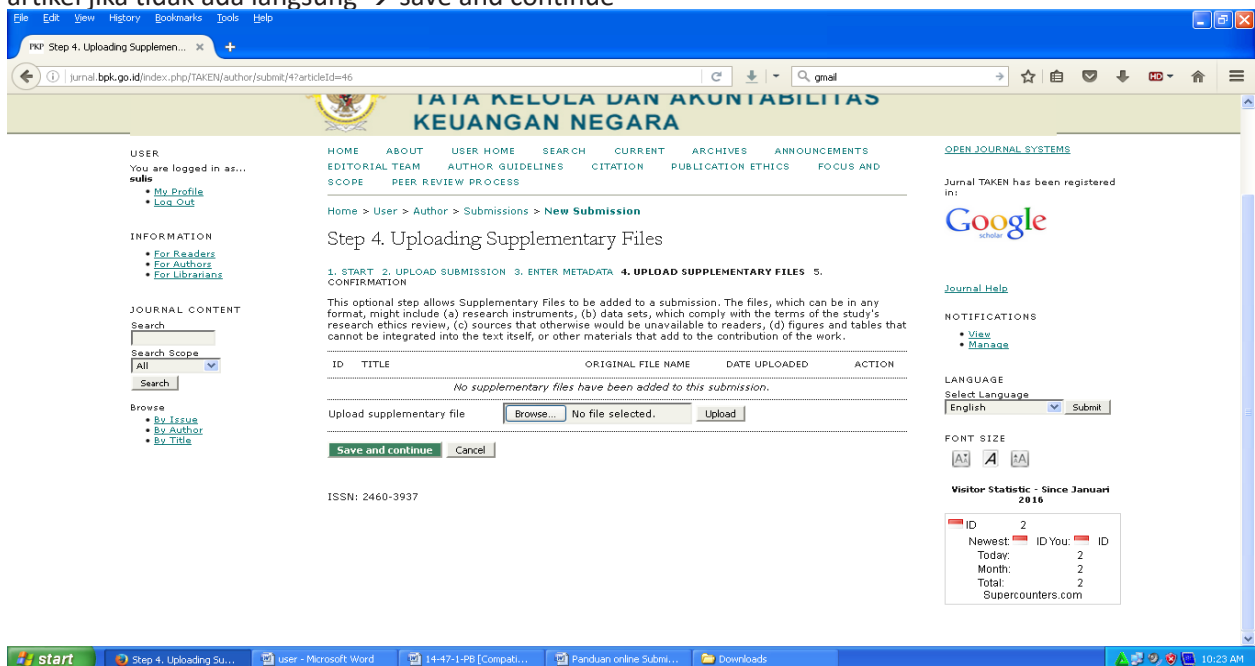 artikel jika tidak ada langsung → save and continue
File Edit View History Bookmarks Tools Help
PKP Step 4. Uploading Supplemen... × +
jurnal.bpk.go.id/index.php/TAKEN/author/submit/4?articleId=46
gmail
HD
TATA KELOLA DAN AKUNTABILITAS
KEUANGAN NEGARA
USER
You are logged in as...
sulis
• My Profile
• Log Out
INFORMATION
• For Readers
• For Authors
• For Librarians
JOURNAL CONTENT
Search
Search Scope
All
Search
Browse
• By Issue
• By Author
• By Title
HOME ABOUT USER HOME SEARCH CURRENT ARCHIVES ANNOUNCEMENTS
EDITORIAL TEAM AUTHOR GUIDELINES CITATION PUBLICATION ETHICS FOCUS AND
SCOPE PEER REVIEW PROCESS
Home > User > Author > Submissions > New Submission
Step 4. Uploading Supplementary Files
1. START 2. UPLOAD SUBMISSION 3. ENTER METADATA 4. UPLOAD SUPPLEMENTARY FILES 5.
CONFIRMATION
This optional step allows Supplementary Files to be added to a submission. The files, which can be in any
format, might include (a) research instruments, (b) data sets, which comply with the terms of the study's
research ethics review, (c) sources that otherwise would be unavailable to readers, (d) figures and tables that
cannot be integrated into the text itself, or other materials that add to the contribution of the work.
ID TITLE ORIGINAL FILE NAME DATE UPLOADED ACTION
No supplementary files have been added to this submission.
Upload supplementary file Browse... No file selected. Upload
Save and continue Cancel
ISSN: 2460-3937
OPEN JOURNAL SYSTEMS
Jurnal TAKEN has been registered
in:
Google
scholar
Journal Help
NOTIFICATIONS
• View
• Manage
LANGUAGE
Select Language
English Submit
FONT SIZE
A A A
Visitor Statistic - Since Januari
2016
ID 2
Newest: ID You: ID
Today: 2
Month: 2
Total: 2
Supercounters.com
start Step 4. Uploading Su... user - Microsoft Word 14-47-1-PB [Compati... Panduan online Submi... Downloads 10:23 AM